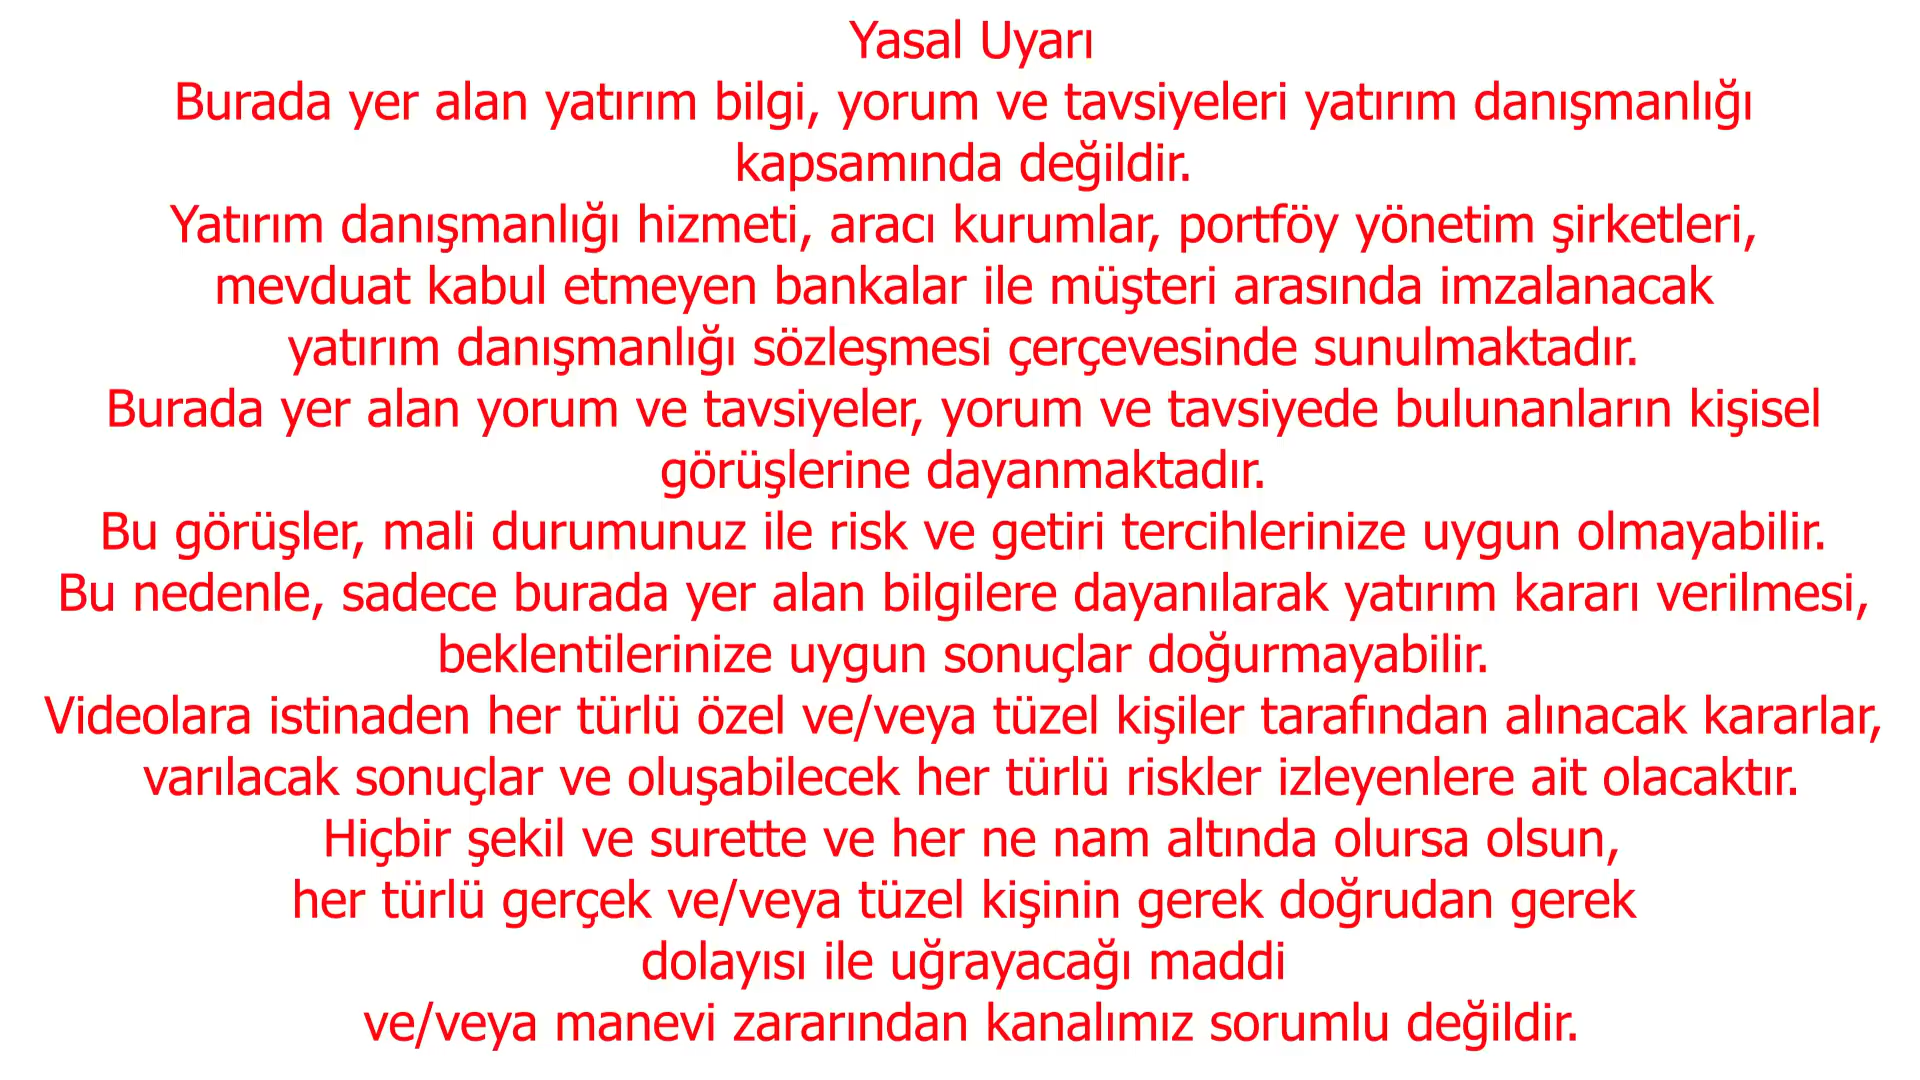 Yasal Uyarı
Burada yer alan yatırım bilgi, yorum ve tavsiyeleri yatırım danışmanlığı
kapsamında değildir.
Yatırım danışmanlığı hizmeti, aracı kurumlar, portföy yönetim şirketleri,
mevduat kabul etmeyen bankalar ile müşteri arasında imzalanacak
yatırım danışmanlığı sözleşmesi çerçevesinde sunulmaktadır.
Burada yer alan yorum ve tavsiyeler, yorum ve tavsiyede bulunanların kişisel
görüşlerine dayanmaktadır.
Bu görüşler, mali durumunuz ile risk ve getiri tercihlerinize uygun olmayabilir.
Bu nedenle, sadece burada yer alan bilgilere dayanılarak yatırım kararı verilmesi,
beklentilerinize uygun sonuçlar doğurmayabilir.
Videolara istinaden her türlü özel ve/veya tüzel kişiler tarafından alınacak kararlar,
varılacak sonuçlar ve oluşabilecek her türlü riskler izleyenlere ait olacaktır.
Hiçbir şekil ve surette ve her ne nam altında olursa olsun,
her türlü gerçek ve/veya tüzel kişinin gerek doğrudan gerek
dolayısı ile uğrayacağı maddi
ve/veya manevi zararından kanalımız sorumlu değildir.